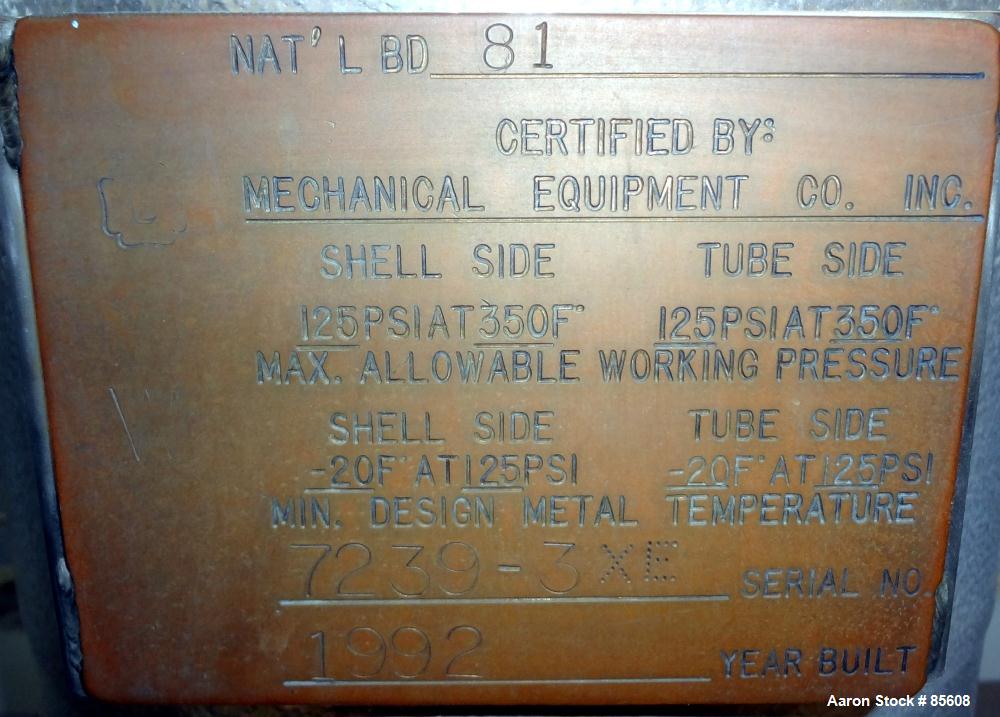 NAT'L BD 81
CERTIFIED BY:
MECHANICAL EQUIPMENT CO. INC.
SHELL SIDE TUBE SIDE
125PSIAT350F° 125PSIAT350F°
MAX. ALLOWABLE WORKING PRESSURE
SHELL SIDE TUBE SIDE
-20F°AT125PSI -20F°AT125PSI
MIN. DESIGN METAL TEMPERATURE
7239-3XE SERIAL NO.
1992 YEAR BUILT
Aaron Stock # 85608